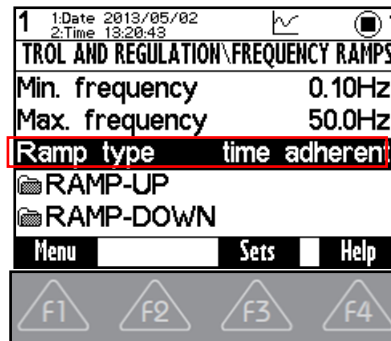 1 1:Date 2013/05/02
2:Time 13:20:43
TROL AND REGULATION\FREQUENCY RAMPS
Min. frequency 0.10Hz
Max. frequency 50.0Hz
Ramp type time adherent
RAMP-UP
RAMP-DOWN
Menu Sets Help
F1 F2 F3 F4